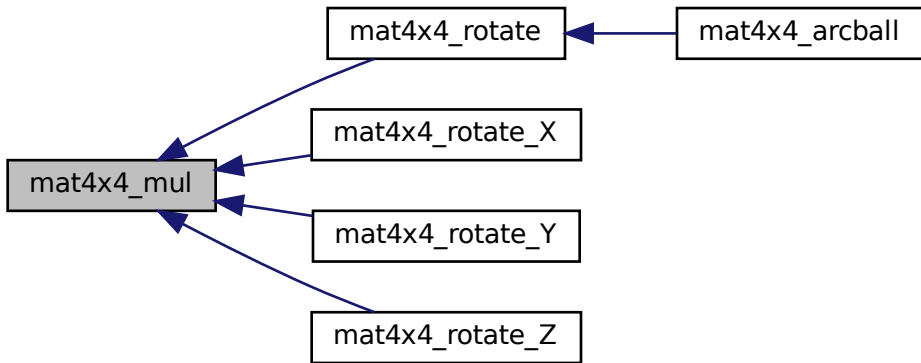 mat4x4_rotate
mat4x4_arcball
mat4x4_rotate_X
mat4x4_mul
mat4x4_rotate_Y
mat4x4_rotate_Z